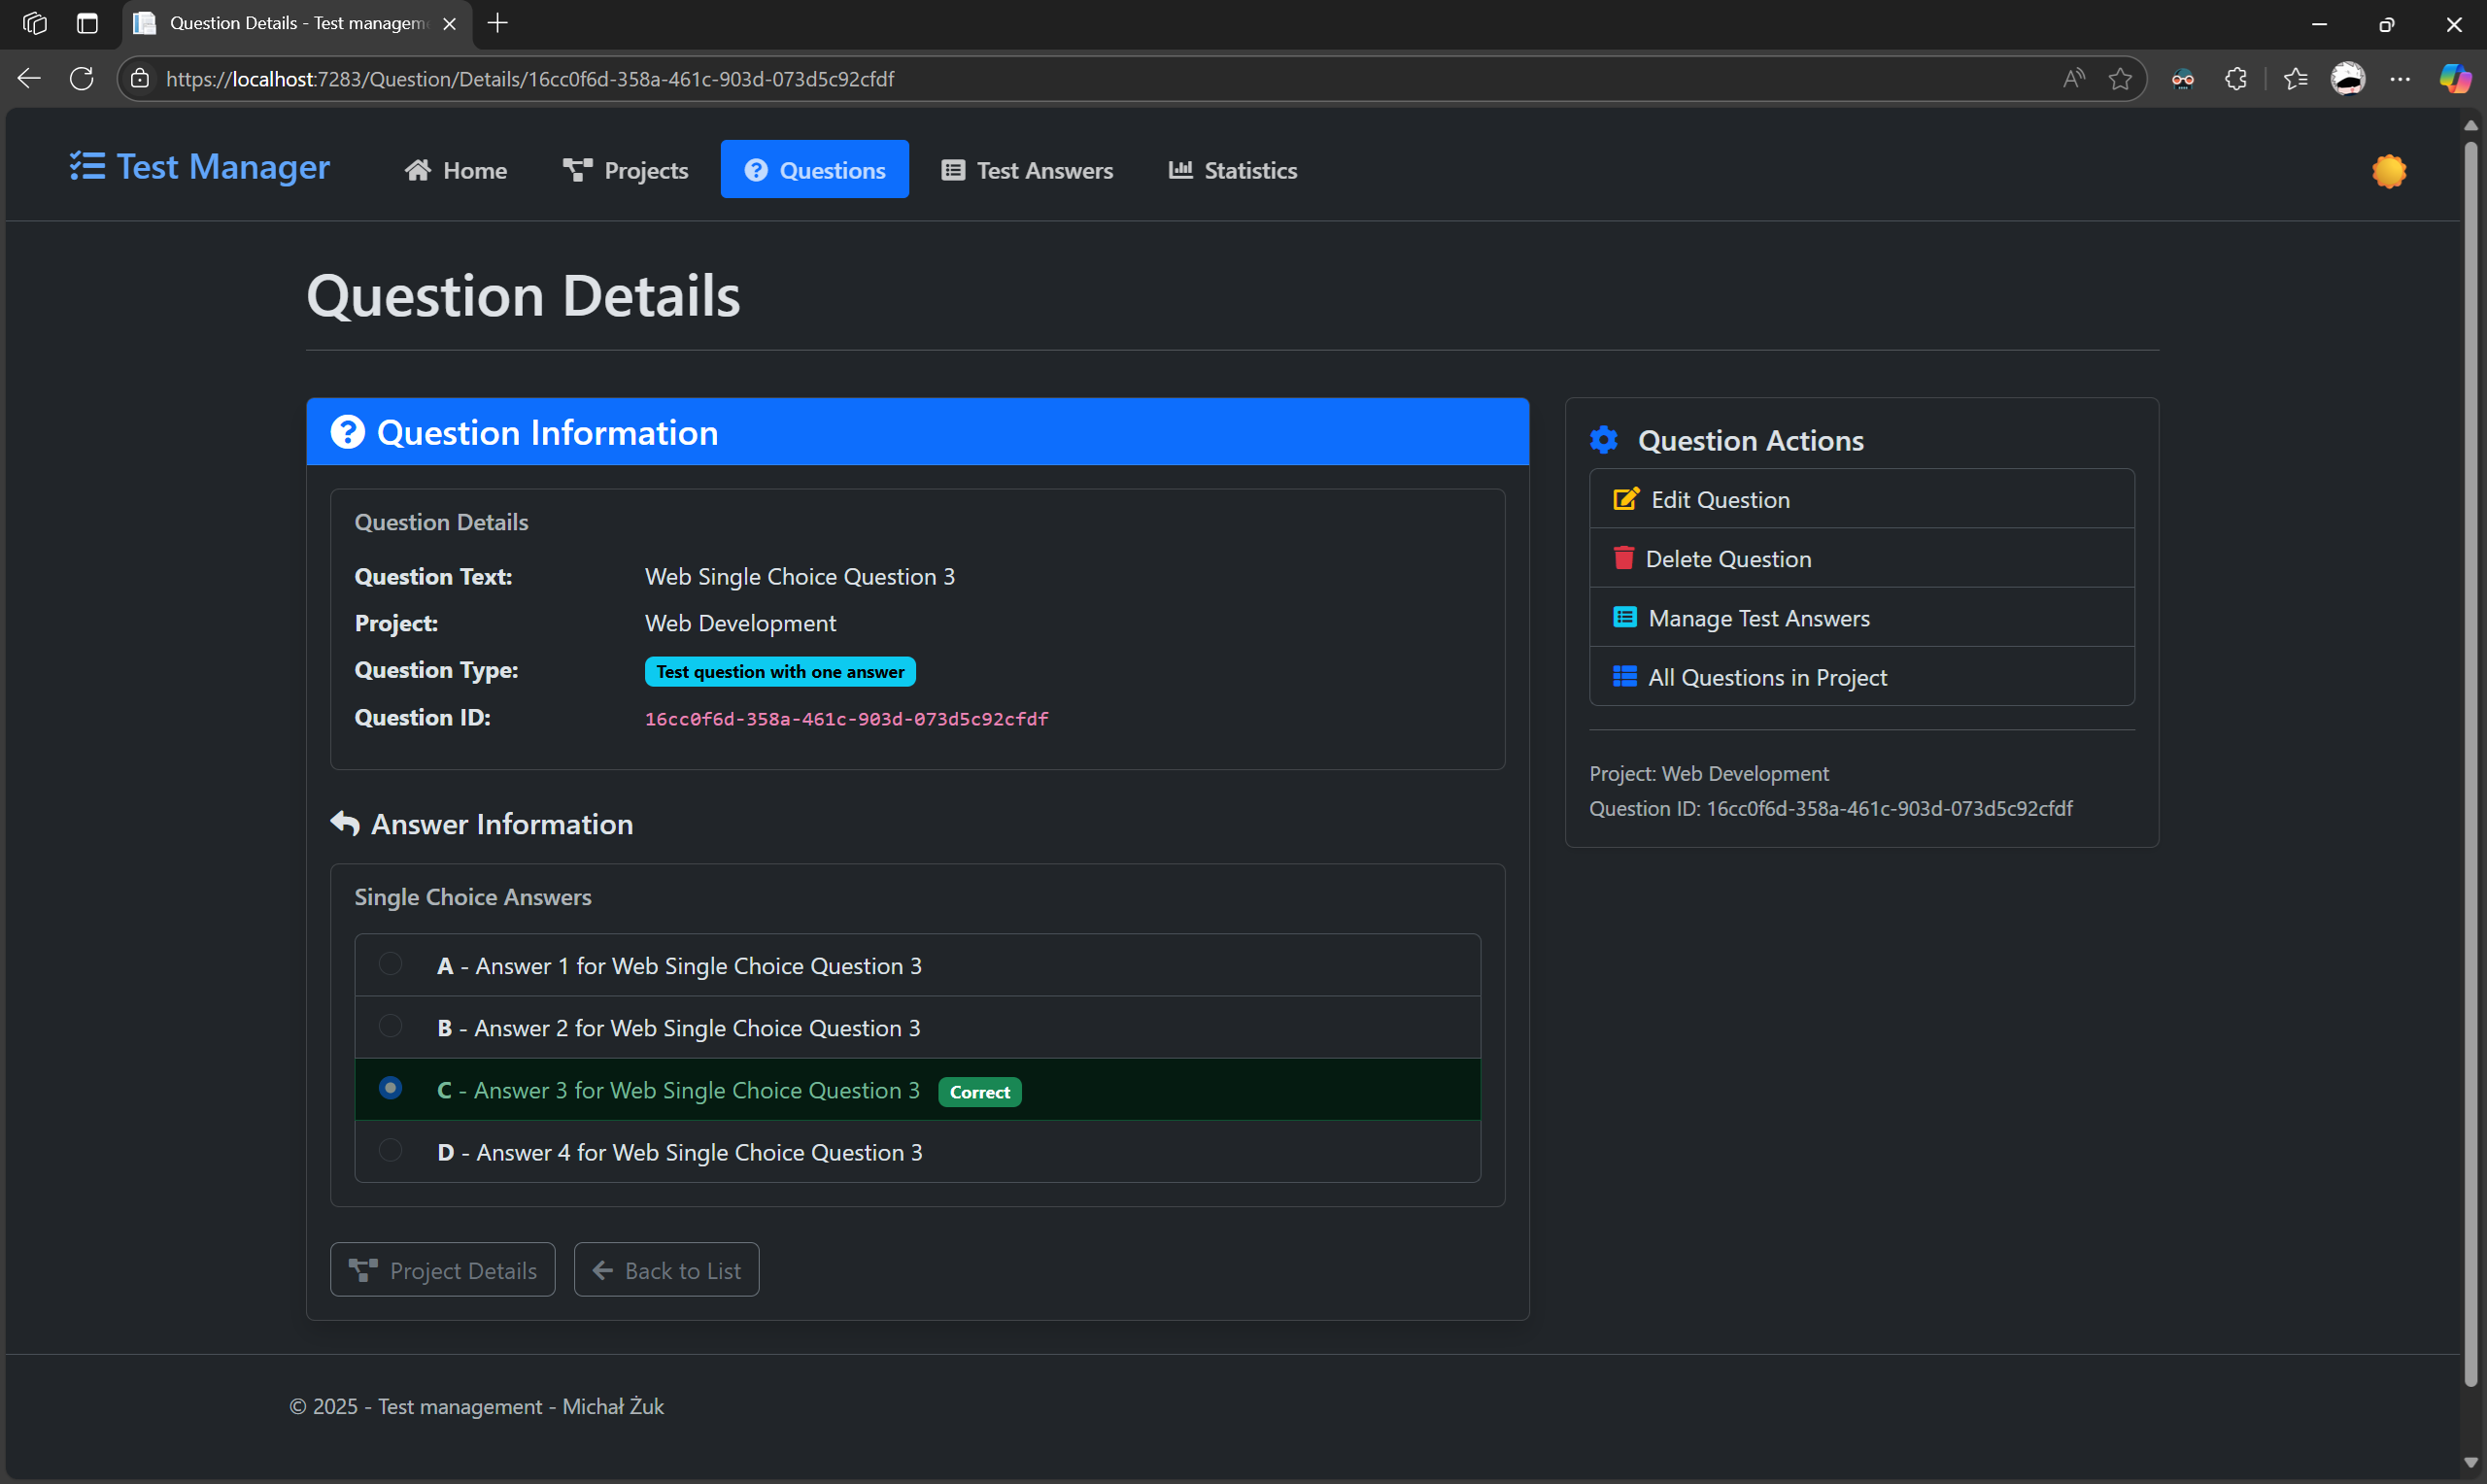 Question Details - Test managem
https://localhost:7283/Question/Details/16cc0f6d-358a-461c-903d-073d5c92cfdf
Test Manager
Home
Projects
Questions
Test Answers
Statistics
Question Details
Question Information
Question Details
Question Text: Web Single Choice Question 3
Project: Web Development
Question Type: Test question with one answer
Question ID: 16cc0f6d-358a-461c-903d-073d5c92cfdf
Answer Information
Single Choice Answers
A - Answer 1 for Web Single Choice Question 3
B - Answer 2 for Web Single Choice Question 3
C - Answer 3 for Web Single Choice Question 3 Correct
D - Answer 4 for Web Single Choice Question 3
Project Details
Back to List
Question Actions
Edit Question
Delete Question
Manage Test Answers
All Questions in Project
Project: Web Development
Question ID: 16cc0f6d-358a-461c-903d-073d5c92cfdf
© 2025 - Test management - Michał Żuk